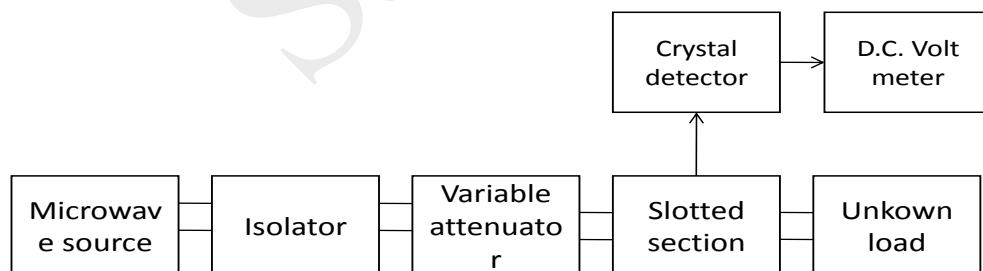 Crystal
detector
D.C. Volt
meter
Microwav
e source
Isolator
Variable
attenuato
r
Slotted
section
Unkown
load